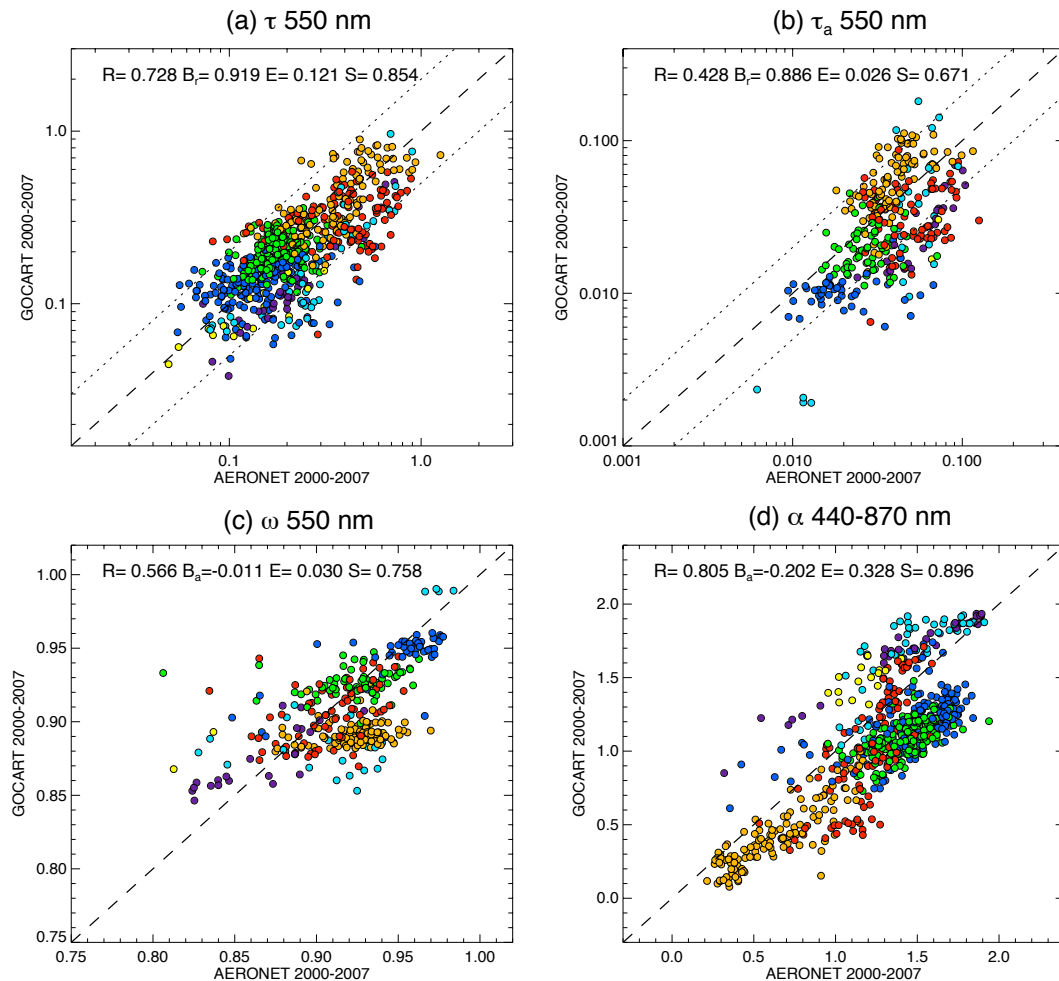 (a) τ 550 nm
R= 0.728 Bᵣ= 0.919 E= 0.121 S= 0.854
GOCART 2000-2007
1.0
0.1
0.1 1.0
AERONET 2000-2007
(b) τₐ 550 nm
R= 0.428 Bᵣ= 0.886 E= 0.026 S= 0.671
GOCART 2000-2007
0.100
0.010
0.001
0.001 0.010 0.100
AERONET 2000-2007
(c) ω 550 nm
R= 0.566 Bₐ=-0.011 E= 0.030 S= 0.758
GOCART 2000-2007
1.00
0.95
0.90
0.85
0.80
0.75
0.75 0.80 0.85 0.90 0.95 1.00
AERONET 2000-2007
(d) α 440-870 nm
R= 0.805 Bₐ=-0.202 E= 0.328 S= 0.896
GOCART 2000-2007
2.0
1.5
1.0
0.5
0.0
0.0 0.5 1.0 1.5 2.0
AERONET 2000-2007